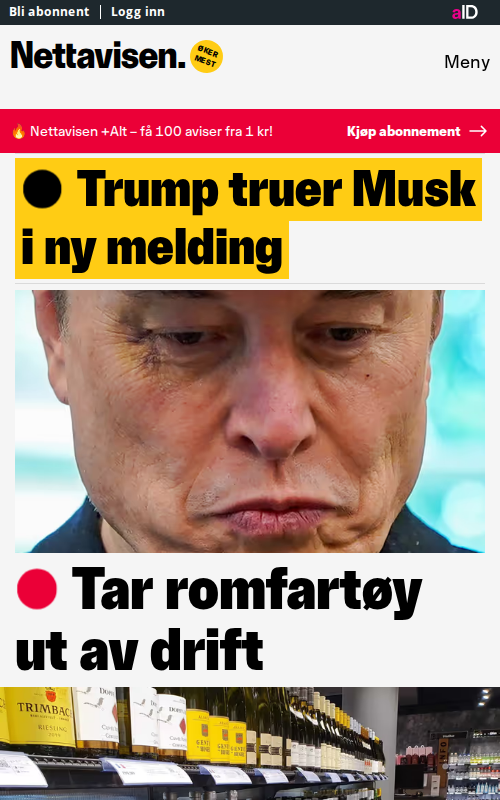 Bli abonnent
Logg inn
aID
Nettavisen.
ØKER
MEST
Meny
Nettavisen +Alt – få 100 aviser fra 1 kr!
Kjøp abonnement
Trump truer Musk
i ny melding
Tar romfartøy
ut av drift
TRIMBAC
RIESLING